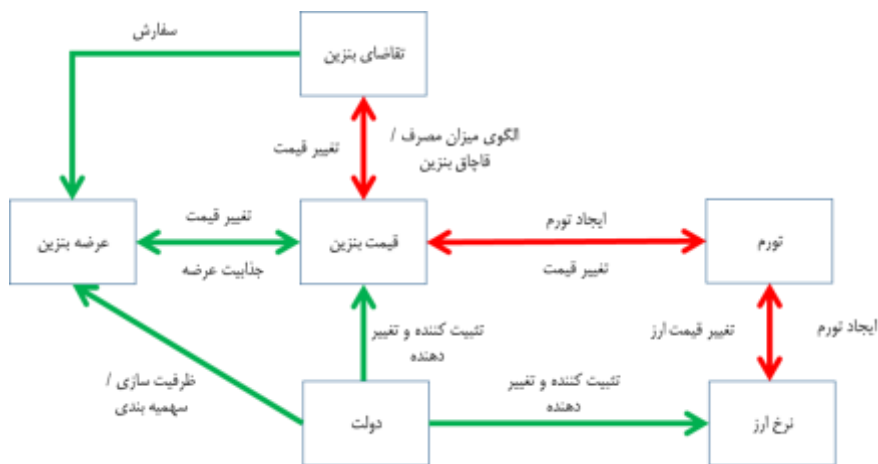 سفارش
تقاضای بنزین
تغییر قیمت
الگوی میزان مصرف /
قاچاق بنزین
عرضه بنزین
تغییر قیمت
جذابیت عرضه
قیمت بنزین
ایجاد تورم
تغییر قیمت
تورم
تثبیت کننده و تغییر
دهنده
تغییر قیمت ارز
ایجاد تورم
ظرفیت سازی /
سهمیه بندی
دولت
تثبیت کننده و تغییر
دهنده
نرخ ارز